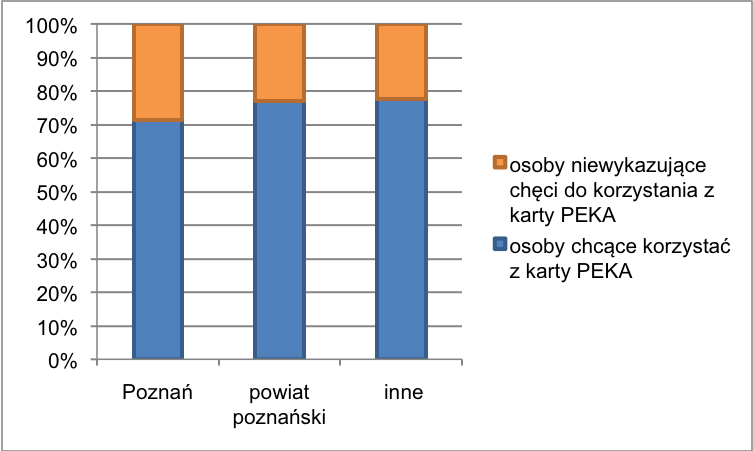 100%
90%
80%
70%
60%
50%
40%
30%
20%
10%
0%
Poznań
powiat
poznański
inne
osoby niewykazujące
chęci do korzystania z
karty PEKA
osoby chcące korzystać
z karty PEKA